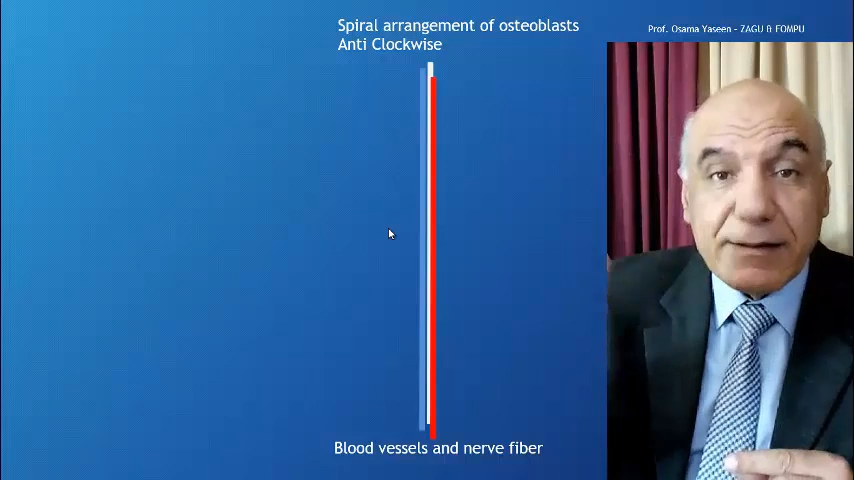 Spiral arrangement of osteoblasts
Anti Clockwise
Prof. Osama Yaseen - ZAGU & FOMPU
Blood vessels and nerve fiber